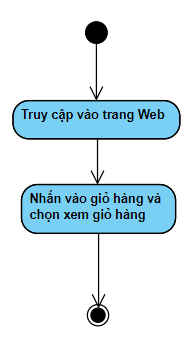 Truy cập vào trang Web
Nhấn vào giỏ hàng và
chọn xem giỏ hàng